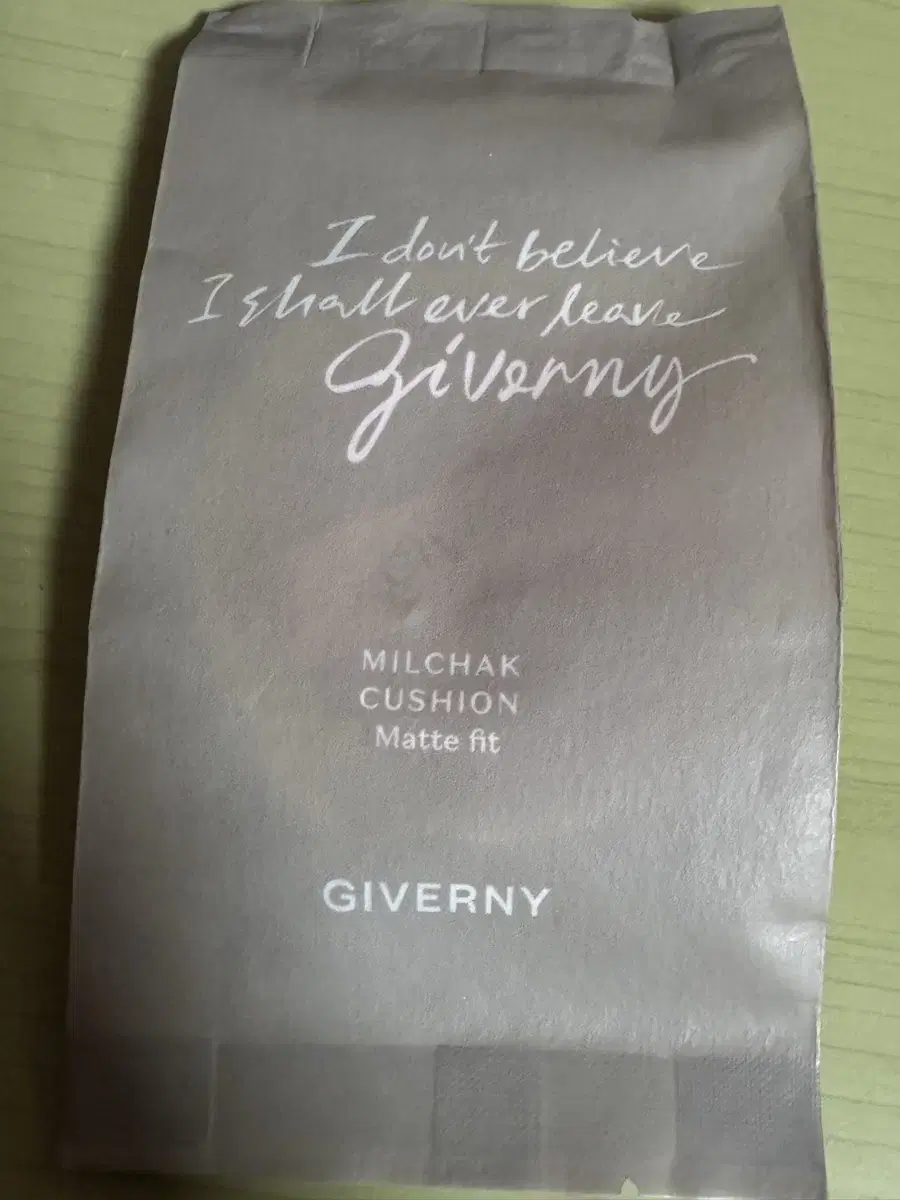 I don't believe
I shall ever leave
Giverny
MILCHAK
CUSHION
Matte fit
GIVERNY